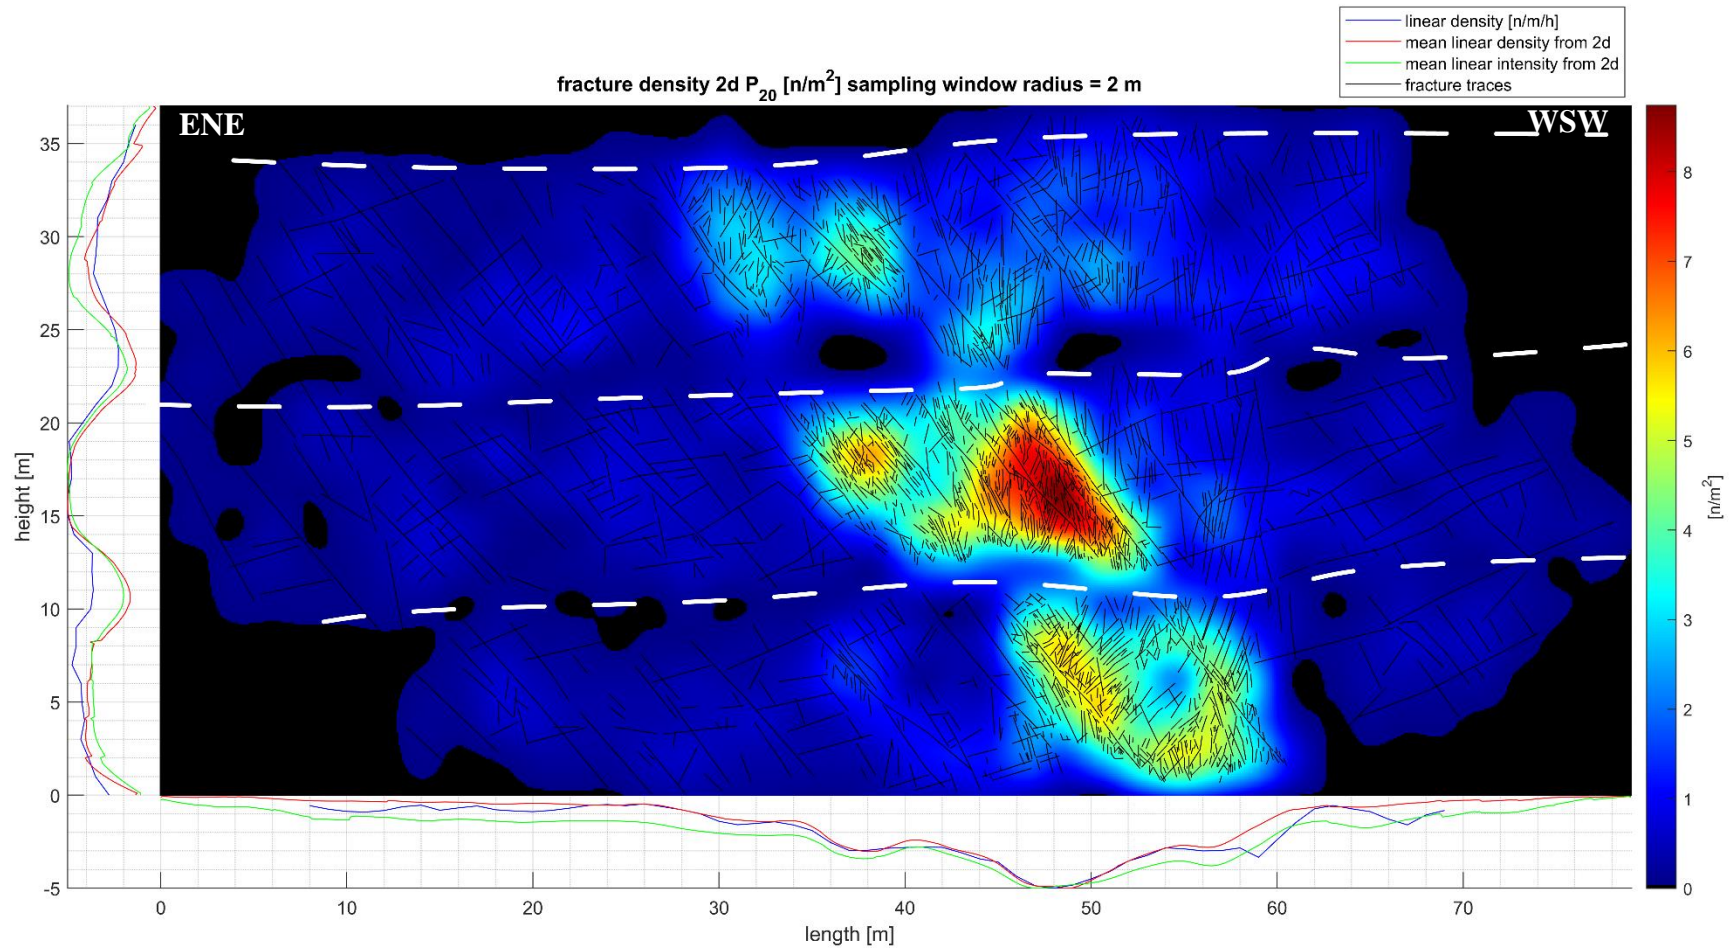 linear density [n/m/h]
mean linear density from 2d
mean linear intensity from 2d
fracture traces
fracture density 2d P20 [n/m2] sampling window radius = 2 m
ENE
WSW
35
30
25
20
15
10
5
0
-5
height [m]
0 10 20 30 40 50 60 70
length [m]
8
7
6
5
4
3
2
1
0
[n/m2]